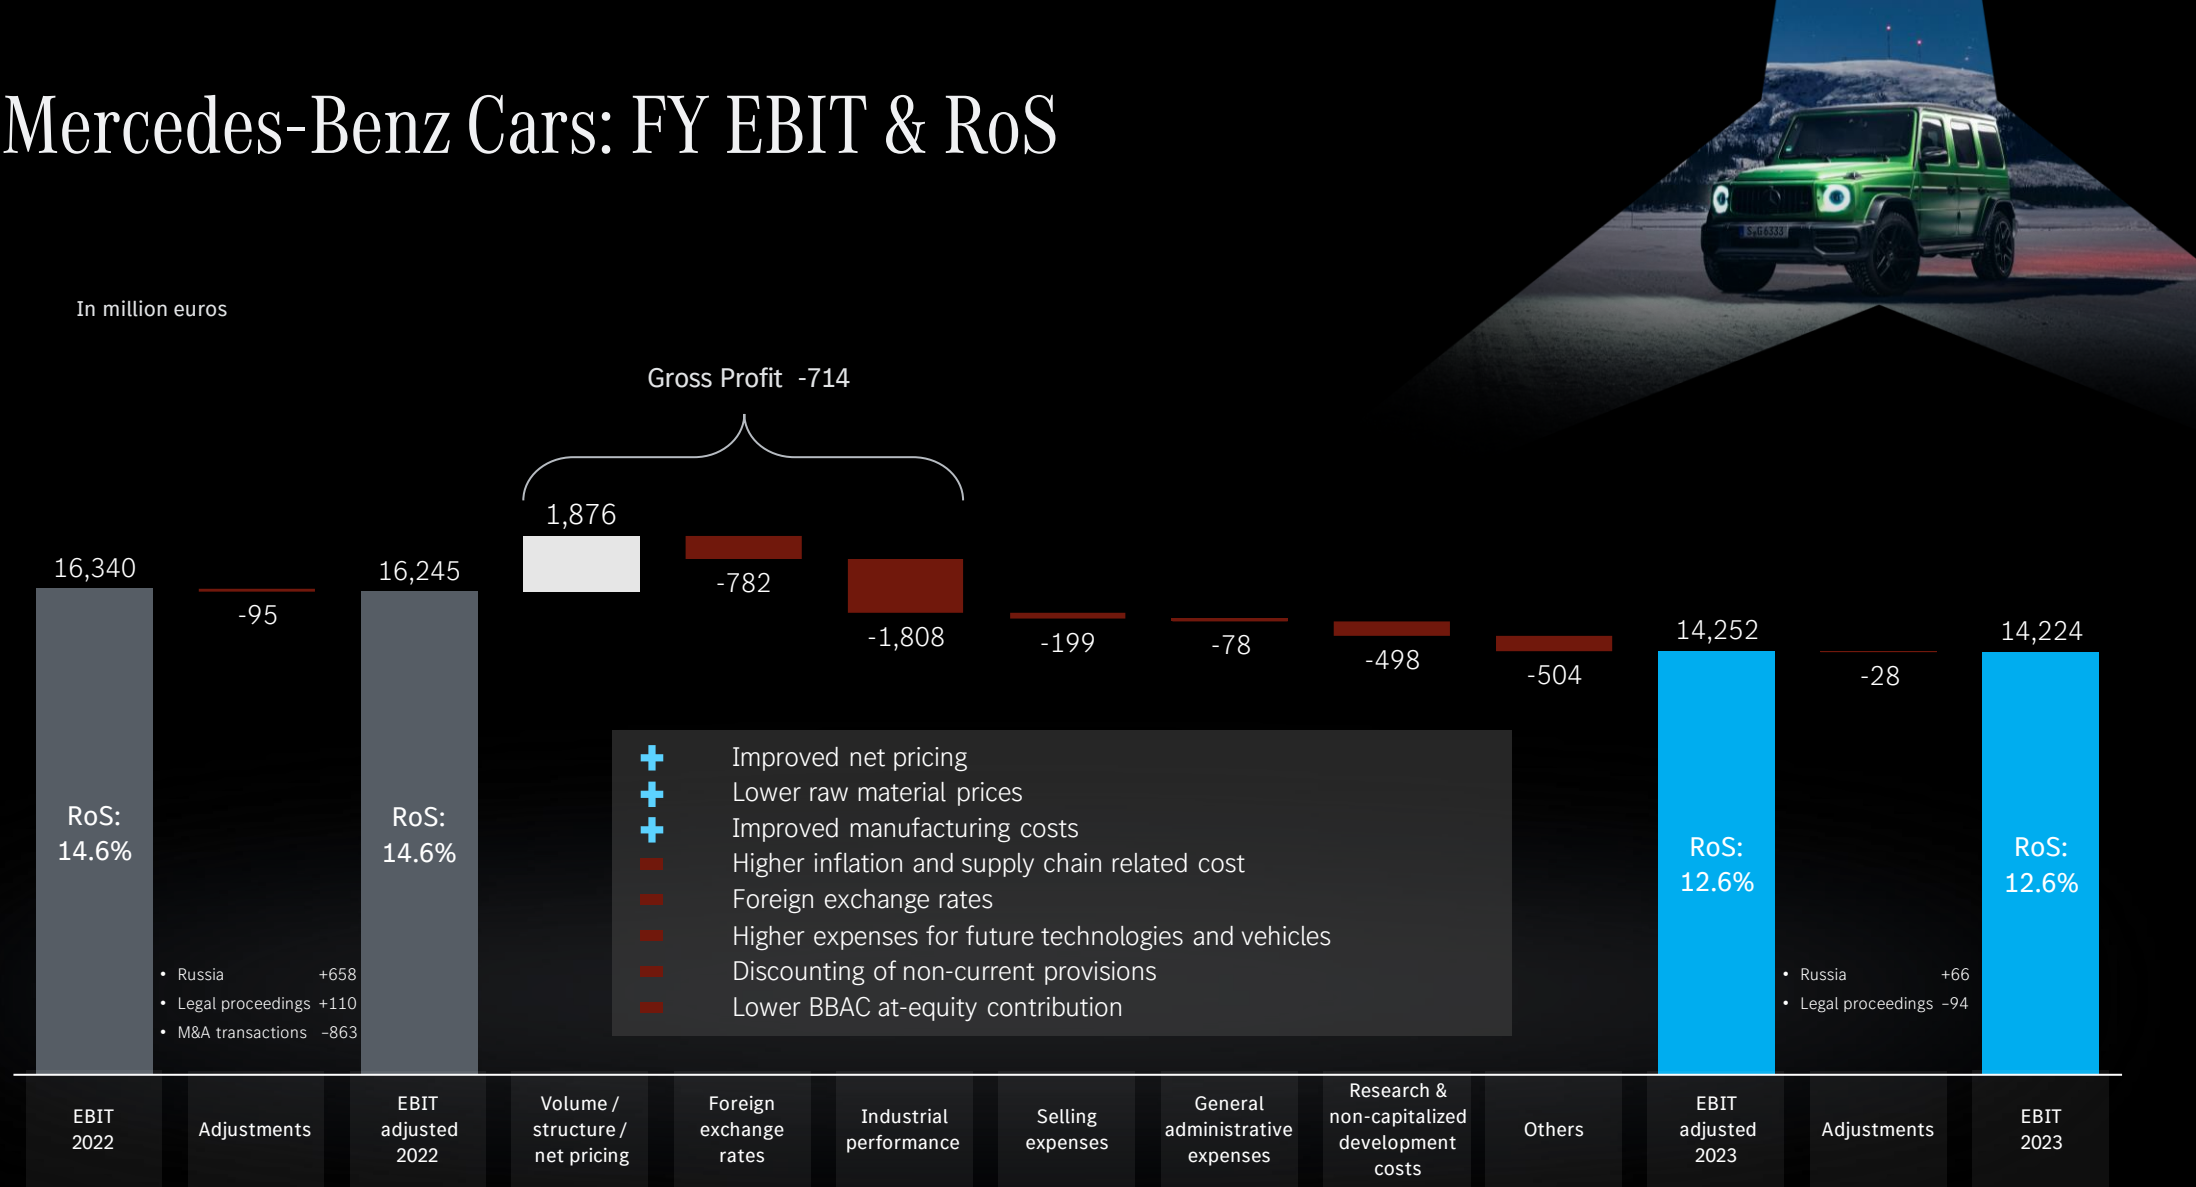 Mercedes-Benz Cars: FY EBIT & RoS
In million euros
Gross Profit -714
16,340
-95
16,245
1,876
-782
-1,808
-199
-78
-498
-504
14,252
-28
14,224
RoS:
14.6%
RoS:
14.6%
RoS:
12.6%
RoS:
12.6%
• Russia +658
• Legal proceedings +110
• M&A transactions –863
Improved net pricing
Lower raw material prices
Improved manufacturing costs
Higher inflation and supply chain related cost
Foreign exchange rates
Higher expenses for future technologies and vehicles
Discounting of non-current provisions
Lower BBAC at-equity contribution
• Russia +66
• Legal proceedings –94
EBIT
2022
Adjustments
EBIT
adjusted
2022
Volume /
structure /
net pricing
Foreign
exchange
rates
Industrial
performance
Selling
expenses
General
administrative
expenses
Research &
non-capitalized
development
costs
Others
EBIT
adjusted
2023
Adjustments
EBIT
2023